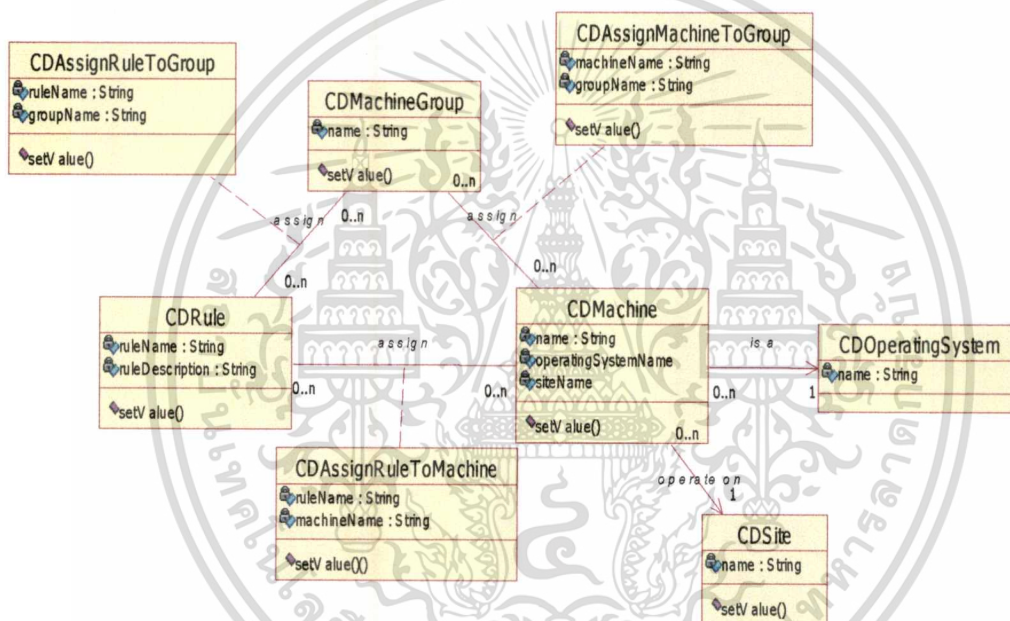 CDAssignRuleToGroup
ruleName : String
groupName : String
setValue()
CDMachineGroup
name : String
setValue()
CDAssignMachineToGroup
machineName : String
groupName : String
setValue()
0..n
assign
0..n
assign
0..n
0..n
CDRule
ruleName : String
ruleDescription : String
setValue()
assign
0..n
0..n
CDMachine
name : String
operatingSystemName
siteName
setValue()
is a
0..n
1
CDOperatingSystem
name : String
0..n
operate on
1
CDAssignRuleToMachine
ruleName : String
machineName : String
setValue()()
CDSite
name : String
setValue()